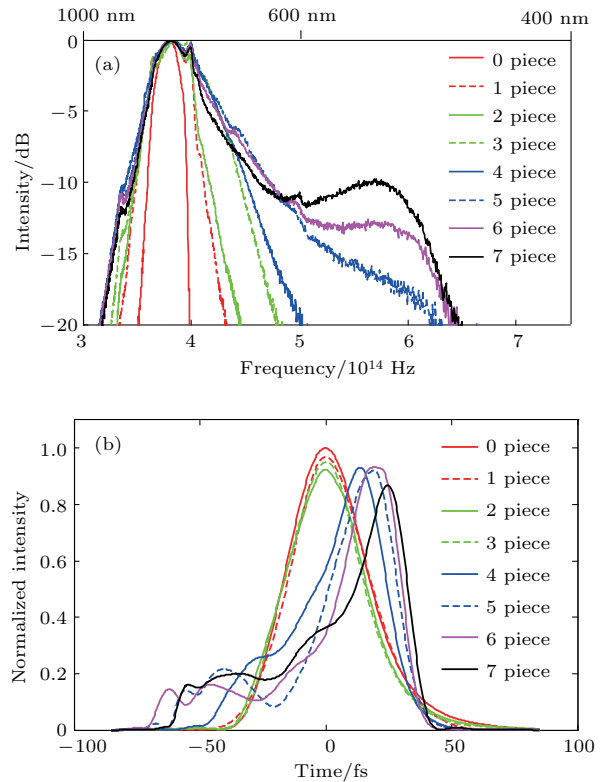 1000 nm 600 nm 400 nm
0
(a)
0 piece
1 piece
−5
2 piece
3 piece
−10
4 piece
5 piece
−15
6 piece
7 piece
−20
Intensity/dB
3 4 5 6 7
Frequency/10¹⁴ Hz
(b)
1.0
0 piece
1 piece
0.8
2 piece
3 piece
0.6
4 piece
0.4
5 piece
6 piece
0.2
7 piece
0
Normalized intensity
−100 −50 0 50 100
Time/fs